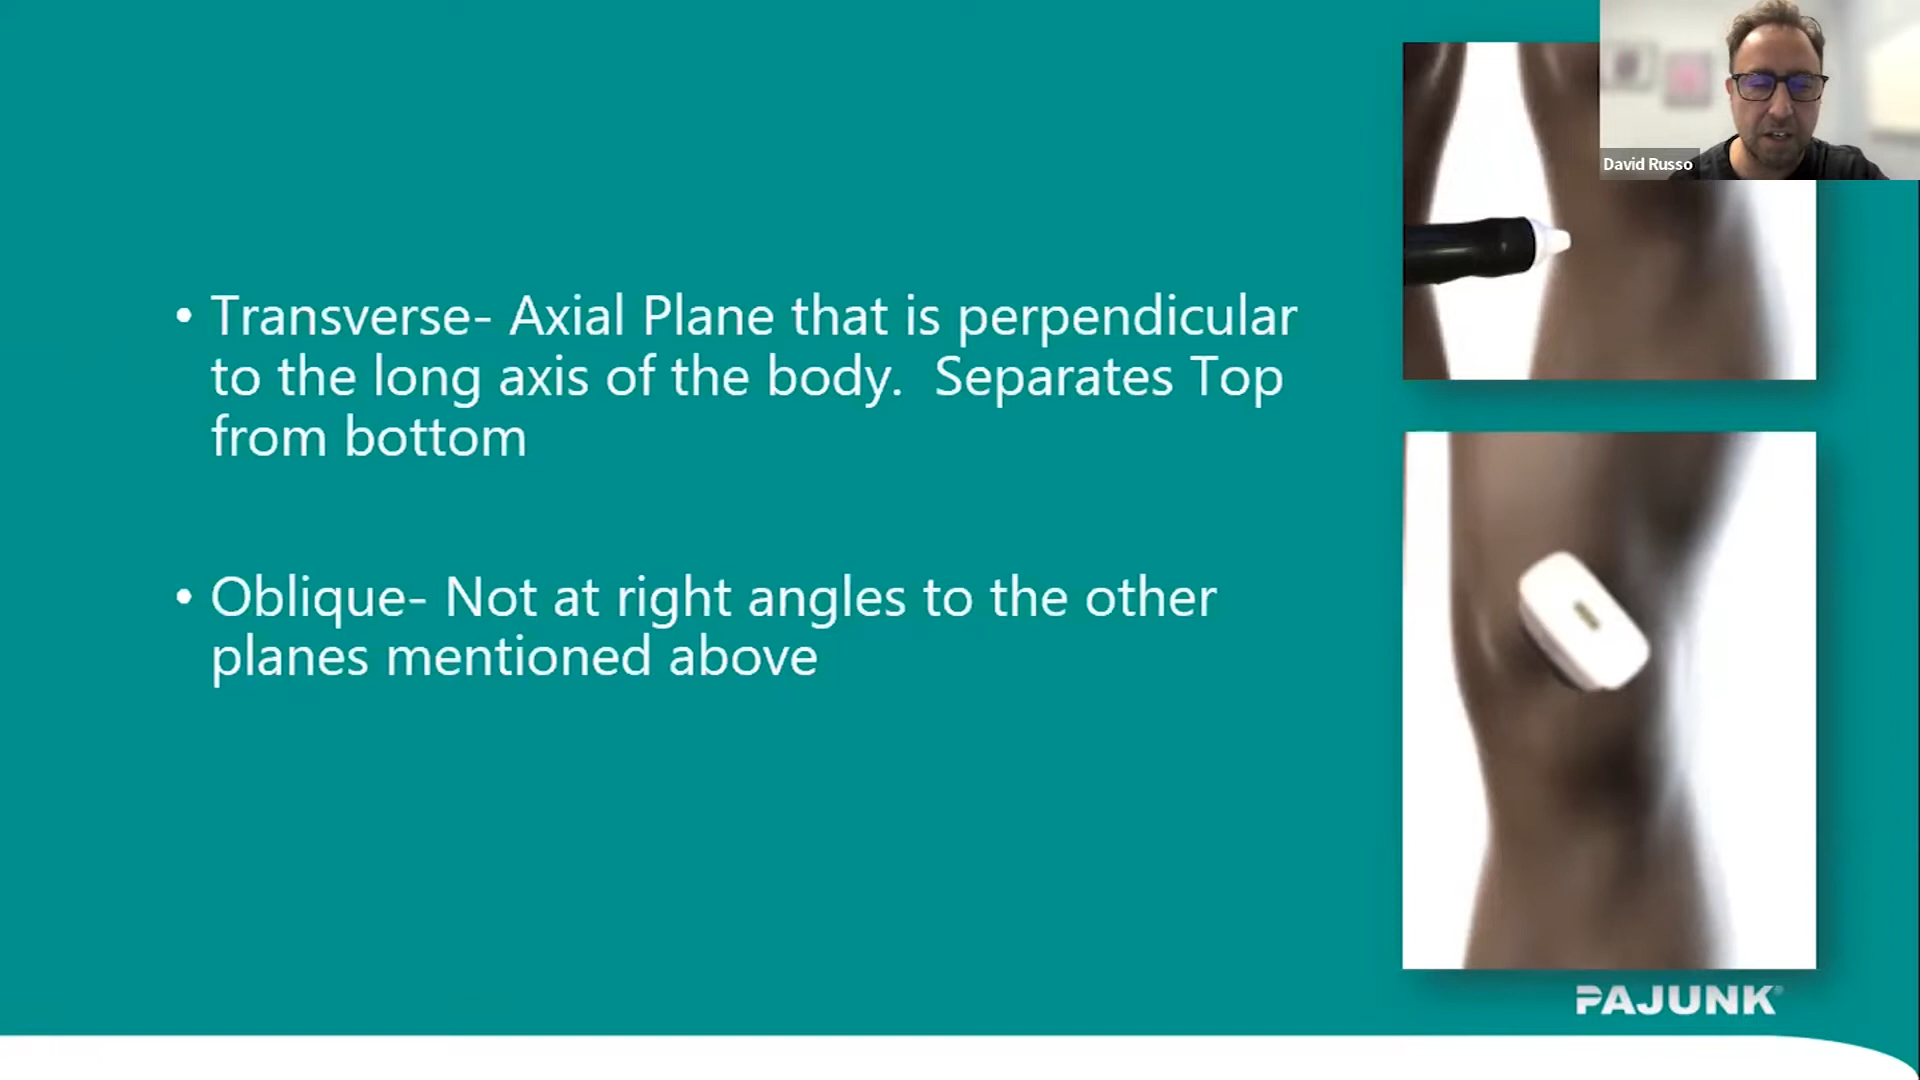 David Russo
• Transverse- Axial Plane that is perpendicular
to the long axis of the body.  Separates Top
from bottom
• Oblique- Not at right angles to the other
planes mentioned above
PAJUNK®